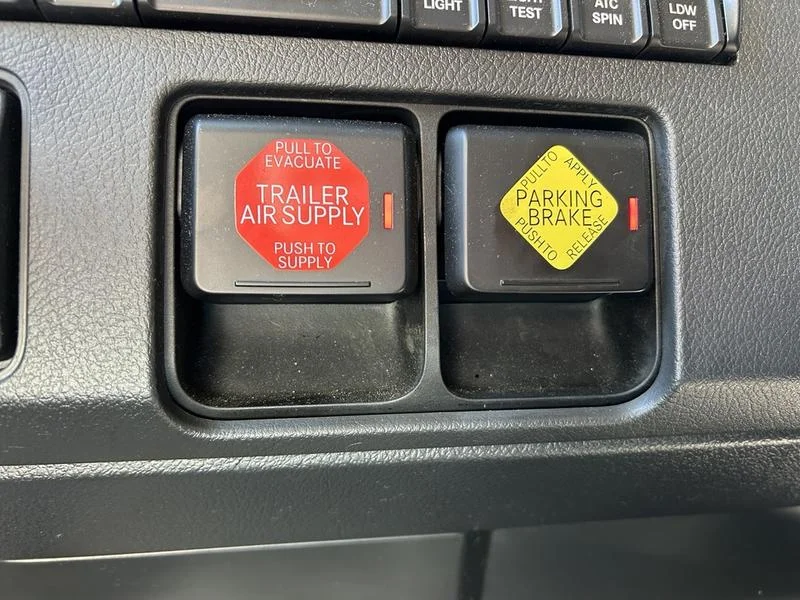 LIGHT
TEST
ATC
SPIN
LDW
OFF
PULL TO
EVACUATE
TRAILER
AIR SUPPLY
PUSH TO
SUPPLY
PULL TO APPLY
PARKING
BRAKE
PUSH TO RELEASE